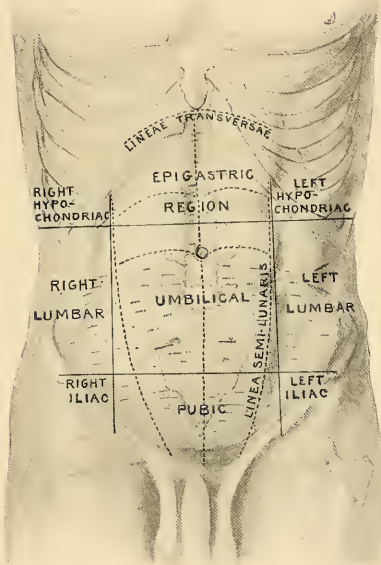 LINEAE TRANSVERSAE
EPIGASTRIC
REGION
RIGHT
HYPO-
CHONDRIAC
LEFT
HYPO-
CHONDRIAC
RIGHT
LUMBAR
UMBILICAL
LINEA SEMI-LUNARIS
LEFT
LUMBAR
RIGHT
ILIAC
PUBIC
LEFT
ILIAC